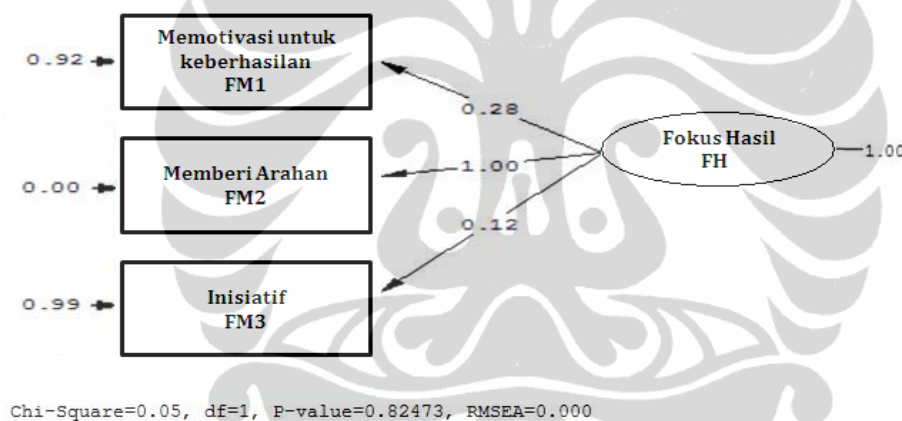 Memotivasi untuk
keberhasilan
FM1
0.92
0.28
Fokus Hasil
FH
1.00
Memberi Arahan
FM2
0.00
1.00
0.12
Inisiatif
FM3
0.99
Chi-Square=0.05, df=1, P-value=0.82473, RMSEA=0.000